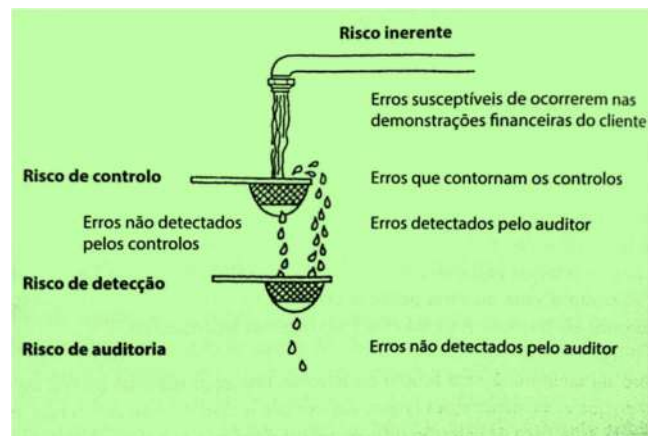 Risco inerente
Erros susceptíveis de ocorrerem nas
demonstrações financeiras do cliente
Risco de controlo
Erros que contornam os controlos
Erros não detectados
pelos controlos
Erros detectados pelo auditor
Risco de detecção
Risco de auditoria
Erros não detectados pelo auditor